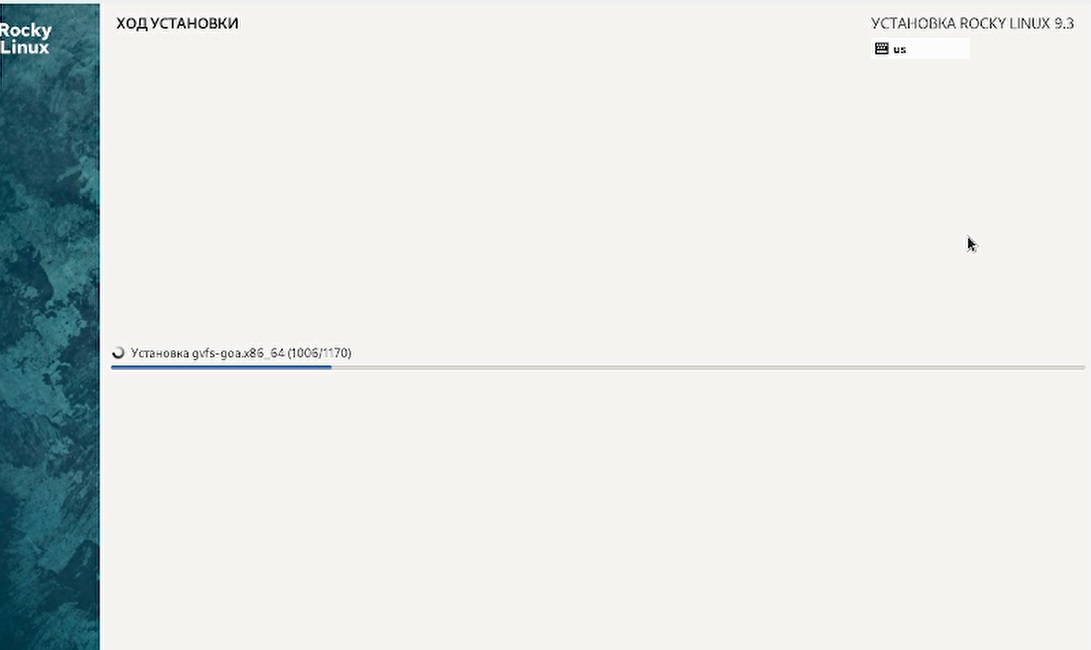 Rocky
Linux
ХОД УСТАНОВКИ
УСТАНОВКА ROCKY LINUX 9.3
us
Установка gvfs-goa.x86_64 (1006/1170)